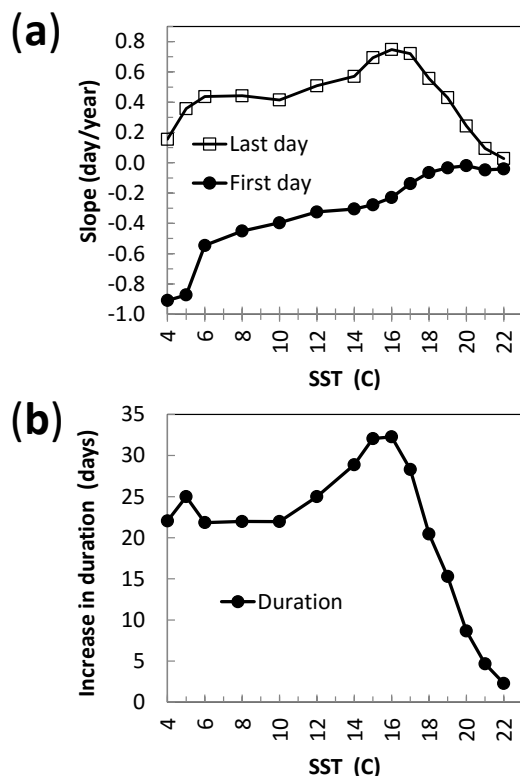 (a)
0.8
0.6
0.4
0.2
0.0
-0.2
-0.4
-0.6
-0.8
-1.0
Slope (day/year)
Last day
First day
4 6 8 10 12 14 16 18 20 22
SST (C)
(b)
35
30
25
20
15
10
5
0
Increase in duration (days)
Duration
4 6 8 10 12 14 16 18 20 22
SST (C)